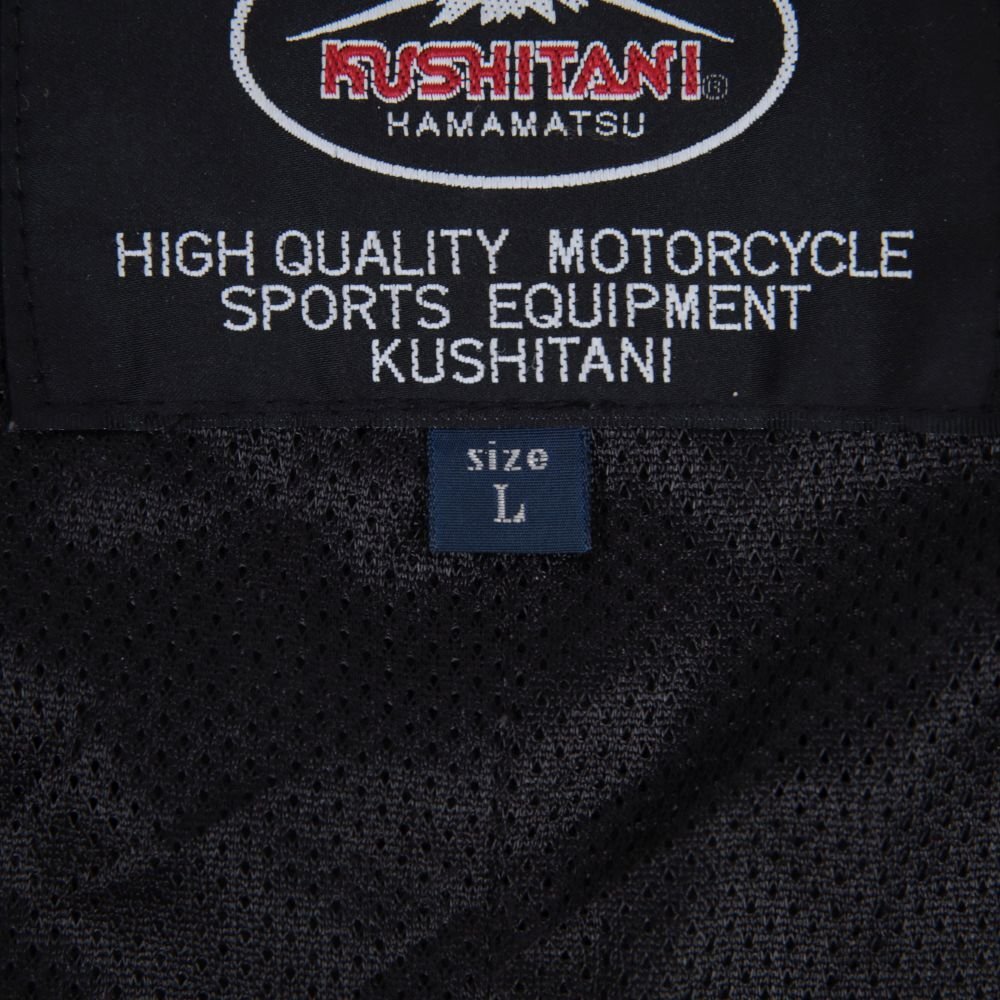 KUSHITANI®
HAMAMATSU
HIGH QUALITY MOTORCYCLE
SPORTS EQUIPMENT
KUSHITANI
size
L